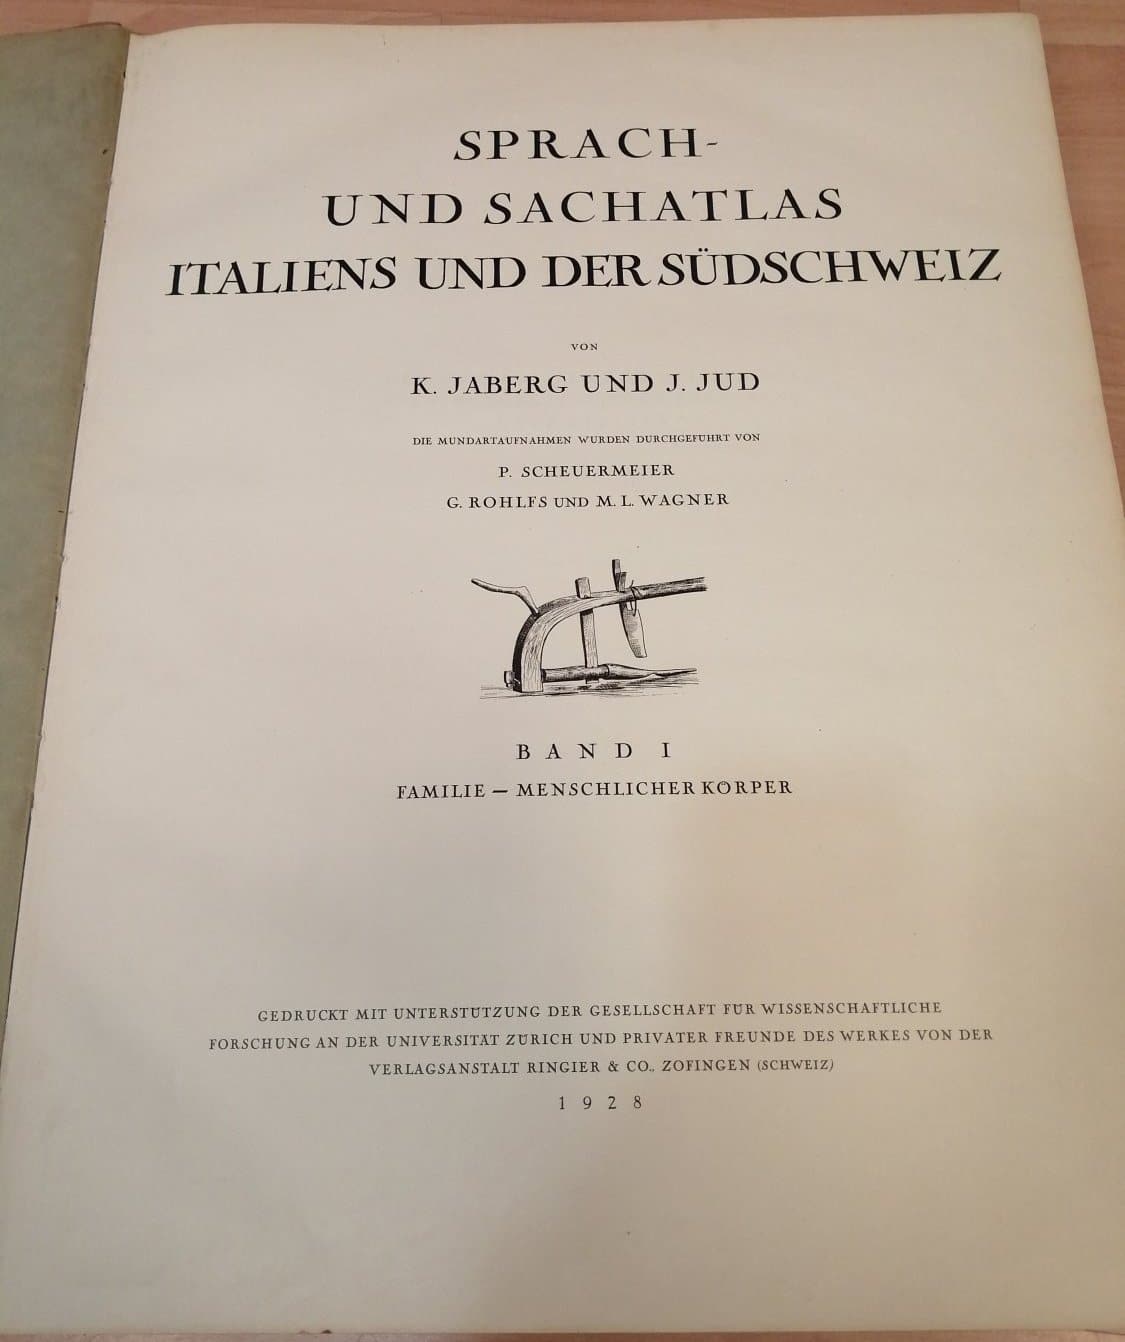 SPRACH-
UND SACHATLAS
ITALIENS UND DER SÜDSCHWEIZ
VON
K. JABERG UND J. JUD
DIE MUNDARTAUFNAHMEN WURDEN DURCHGEFÜHRT VON
P. SCHEUERMEIER
G. ROHLFS UND M. L. WAGNER
BAND I
FAMILIE — MENSCHLICHER KÖRPER
GEDRUCKT MIT UNTERSTÜTZUNG DER GESELLSCHAFT FÜR WISSENSCHAFTLICHE
FORSCHUNG AN DER UNIVERSITÄT ZÜRICH UND PRIVATER FREUNDE DES WERKES VON DER
VERLAGSANSTALT RINGIER & CO., ZOFINGEN (SCHWEIZ)
1928